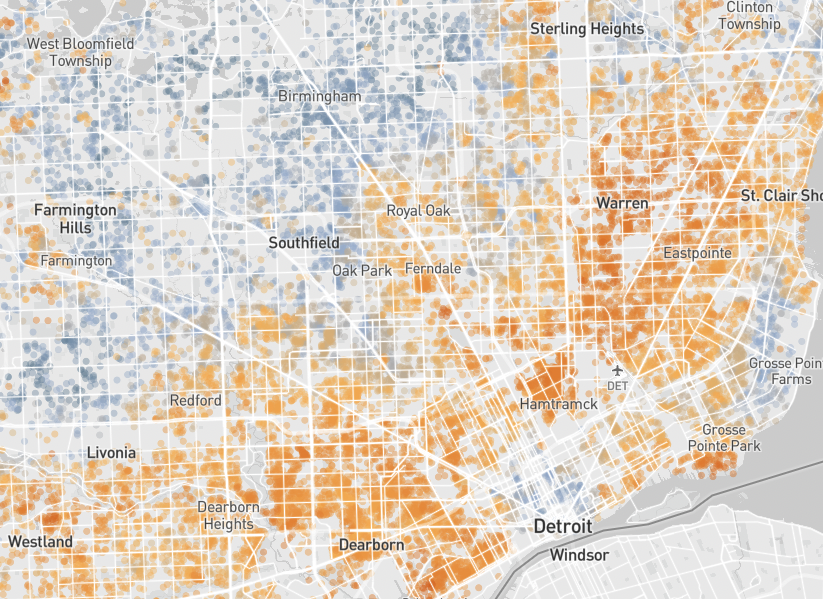 Clinton
Township
Sterling Heights
West Bloomfield
Township
Birmingham
Warren
St. Clair Sho
Farmington
Hills
Royal Oak
Southfield
Eastpointe
Farmington
Oak Park
Ferndale
Grosse Poin
Farms
DET
Redford
Hamtramck
Grosse
Pointe Park
Livonia
Dearborn
Heights
Detroit
Westland
Dearborn
Windsor